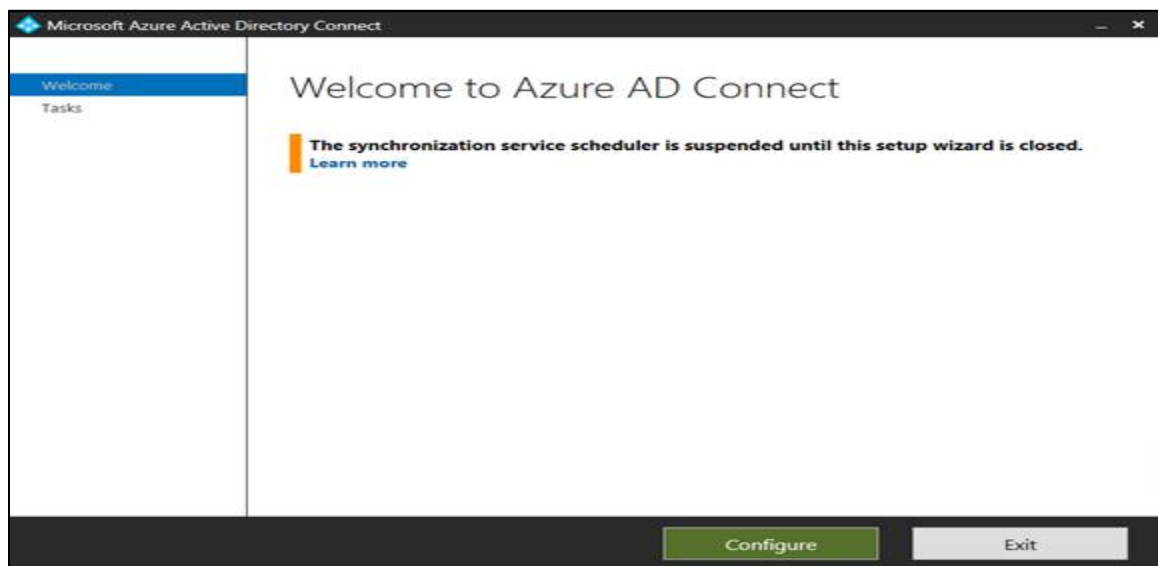 Microsoft Azure Active Directory Connect
Welcome
Tasks
Welcome to Azure AD Connect
The synchronization service scheduler is suspended until this setup wizard is closed.
Learn more
Configure
Exit